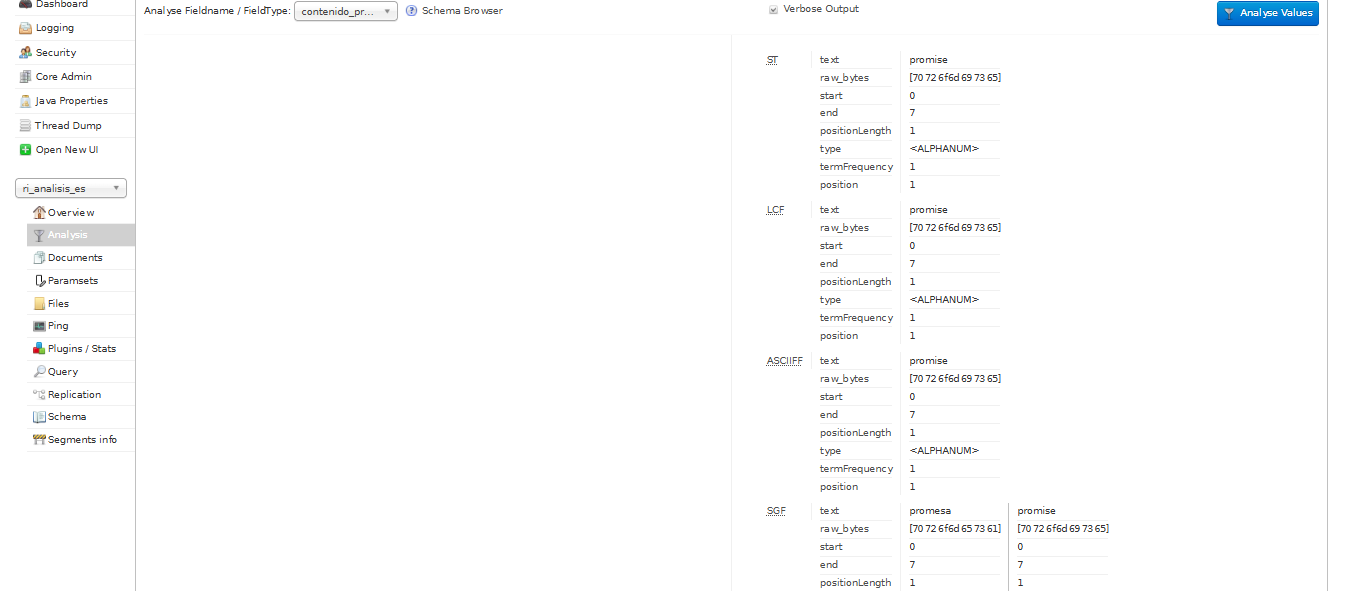 Dashboard
Analyse Fieldname / FieldType: contenido_pr... Schema Browser Verbose Output Analyse Values
Logging
Security
Core Admin
Java Properties
Thread Dump
Open New UI
ri_analisis_es
Overview
Analysis
Documents
Paramsets
Files
Ping
Plugins / Stats
Query
Replication
Schema
Segments info
ST text promise
raw_bytes [70 72 6f6d 69 73 65]
start 0
end 7
positionLength 1
type <ALPHANUM>
termFrequency 1
position 1
LCF text promise
raw_bytes [70 72 6f6d 69 73 65]
start 0
end 7
positionLength 1
type <ALPHANUM>
termFrequency 1
position 1
ASCIIFF text promise
raw_bytes [70 72 6f6d 69 73 65]
start 0
end 7
positionLength 1
type <ALPHANUM>
termFrequency 1
position 1
SGF text promesa promise
raw_bytes [70 72 6f6d 65 73 61] [70 72 6f6d 69 73 65]
start 0 0
end 7 7
positionLength 1 1